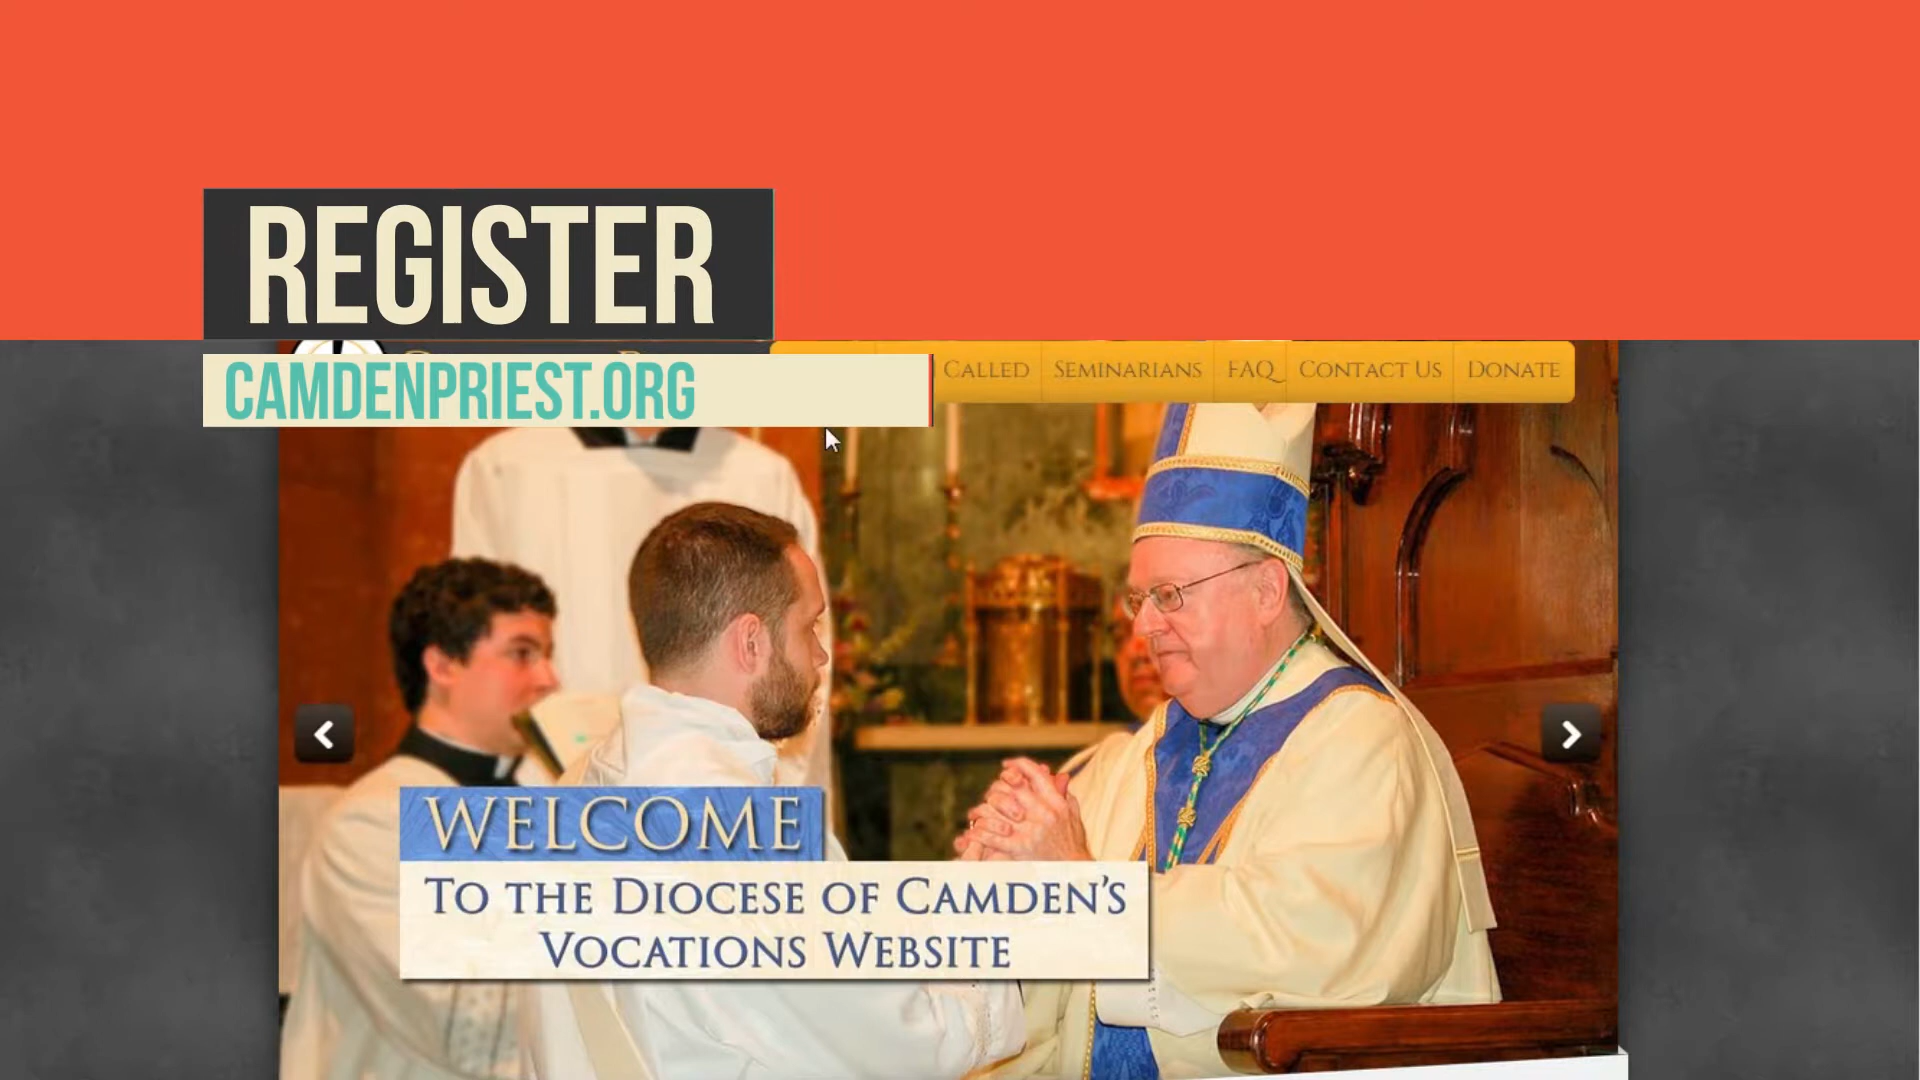 REGISTER
CAMDENPRIEST.ORG
CALLED SEMINARIANS FAQ CONTACT US DONATE
WELCOME
TO THE DIOCESE OF CAMDEN'S
VOCATIONS WEBSITE